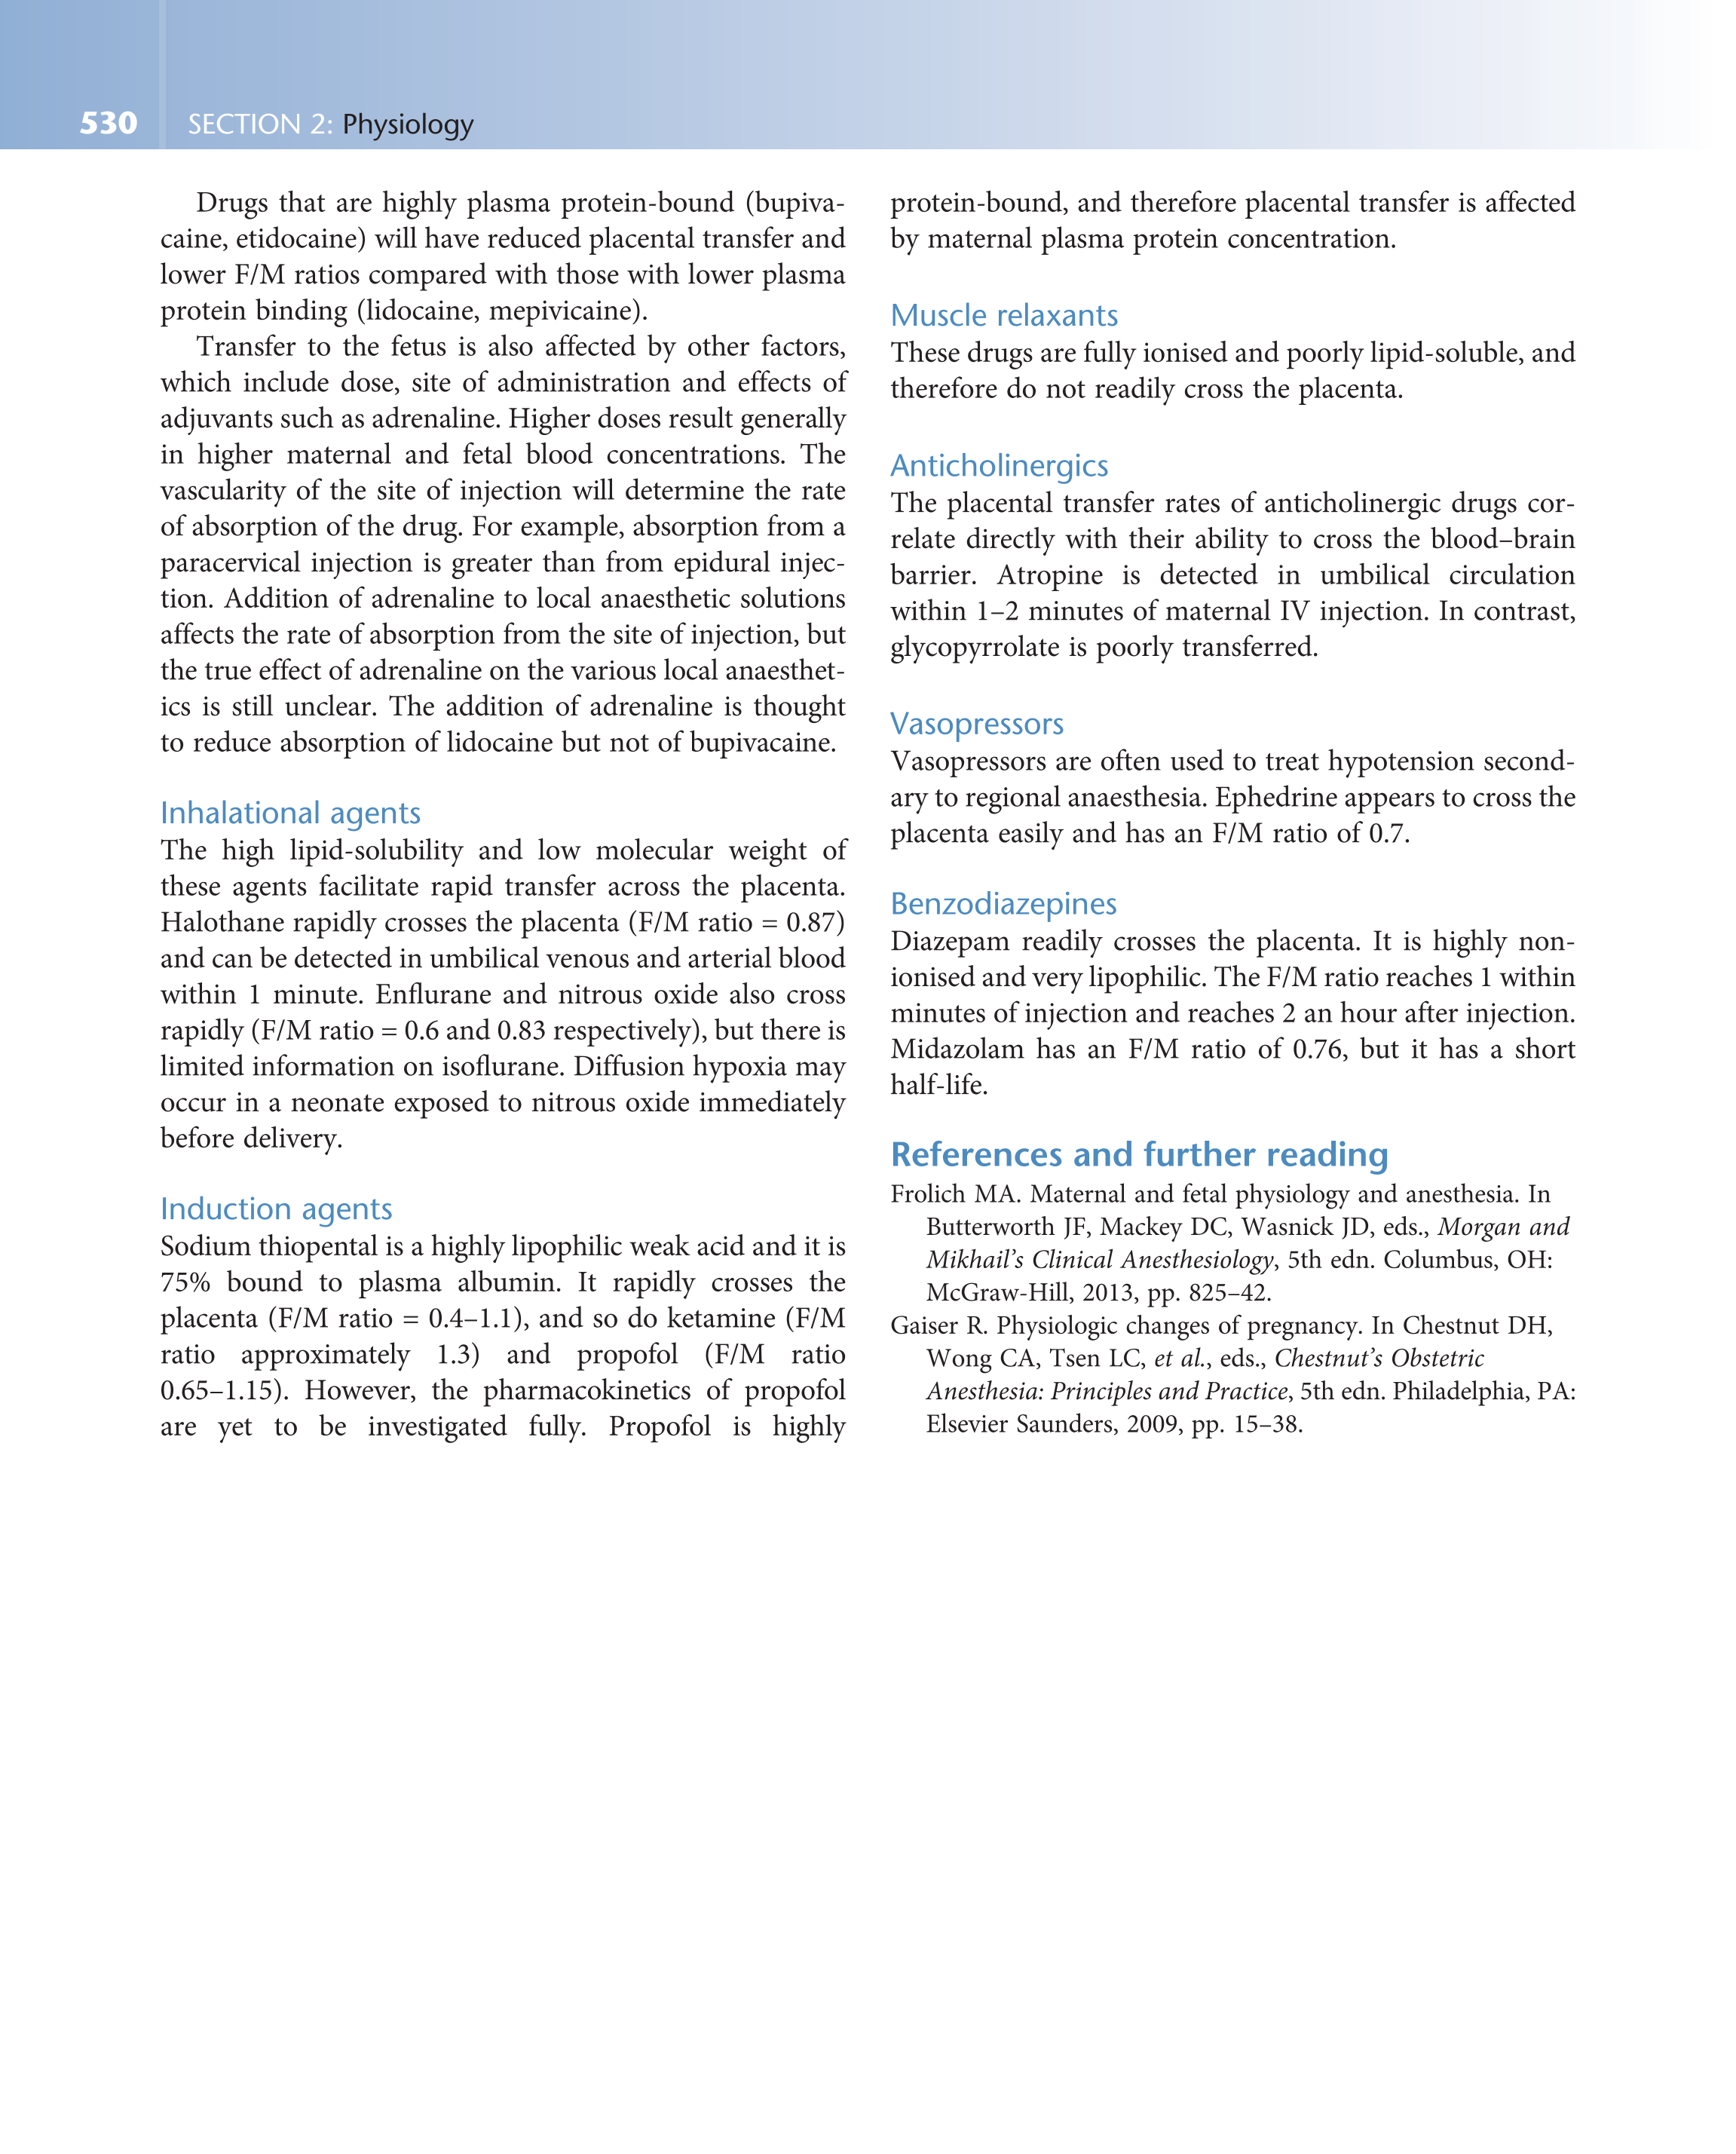 530
SECTION 2: Physiology
Drugs that are highly plasma protein-bound (bupiva-
caine, etidocaine) will have reduced placental transfer and
lower F/M ratios compared with those with lower plasma
protein binding (lidocaine, mepivicaine).
Transfer to the fetus is also affected by other factors,
which include dose, site of administration and effects of
adjuvants such as adrenaline. Higher doses result generally
in higher maternal and fetal blood concentrations. The
vascularity of the site of injection will determine the rate
of absorption of the drug. For example, absorption from a
paracervical injection is greater than from epidural injec-
tion. Addition of adrenaline to local anaesthetic solutions
affects the rate of absorption from the site of injection, but
the true effect of adrenaline on the various local anaesthet-
ics is still unclear. The addition of adrenaline is thought
to reduce absorption of lidocaine but not of bupivacaine.
Inhalational agents
The high lipid-solubility and low molecular weight of
these agents facilitate rapid transfer across the placenta.
Halothane rapidly crosses the placenta (F/M ratio = 0.87)
and can be detected in umbilical venous and arterial blood
within 1 minute. Enflurane and nitrous oxide also cross
rapidly (F/M ratio = 0.6 and 0.83 respectively), but there is
limited information on isoflurane. Diffusion hypoxia may
occur in a neonate exposed to nitrous oxide immediately
before delivery.
Induction agents
Sodium thiopental is a highly lipophilic weak acid and it is
75% bound to plasma albumin. It rapidly crosses the
placenta (F/M ratio = 0.4–1.1), and so do ketamine (F/M
ratio approximately 1.3) and propofol (F/M ratio
0.65–1.15). However, the pharmacokinetics of propofol
are yet to be investigated fully. Propofol is highly
protein-bound, and therefore placental transfer is affected
by maternal plasma protein concentration.
Muscle relaxants
These drugs are fully ionised and poorly lipid-soluble, and
therefore do not readily cross the placenta.
Anticholinergics
The placental transfer rates of anticholinergic drugs cor-
relate directly with their ability to cross the blood–brain
barrier. Atropine is detected in umbilical circulation
within 1–2 minutes of maternal IV injection. In contrast,
glycopyrrolate is poorly transferred.
Vasopressors
Vasopressors are often used to treat hypotension second-
ary to regional anaesthesia. Ephedrine appears to cross the
placenta easily and has an F/M ratio of 0.7.
Benzodiazepines
Diazepam readily crosses the placenta. It is highly non-
ionised and very lipophilic. The F/M ratio reaches 1 within
minutes of injection and reaches 2 an hour after injection.
Midazolam has an F/M ratio of 0.76, but it has a short
half-life.
References and further reading
Frolich MA. Maternal and fetal physiology and anesthesia. In
Butterworth JF, Mackey DC, Wasnick JD, eds., Morgan and
Mikhail’s Clinical Anesthesiology, 5th edn. Columbus, OH:
McGraw-Hill, 2013, pp. 825–42.
Gaiser R. Physiologic changes of pregnancy. In Chestnut DH,
Wong CA, Tsen LC, et al., eds., Chestnut’s Obstetric
Anesthesia: Principles and Practice, 5th edn. Philadelphia, PA:
Elsevier Saunders, 2009, pp. 15–38.